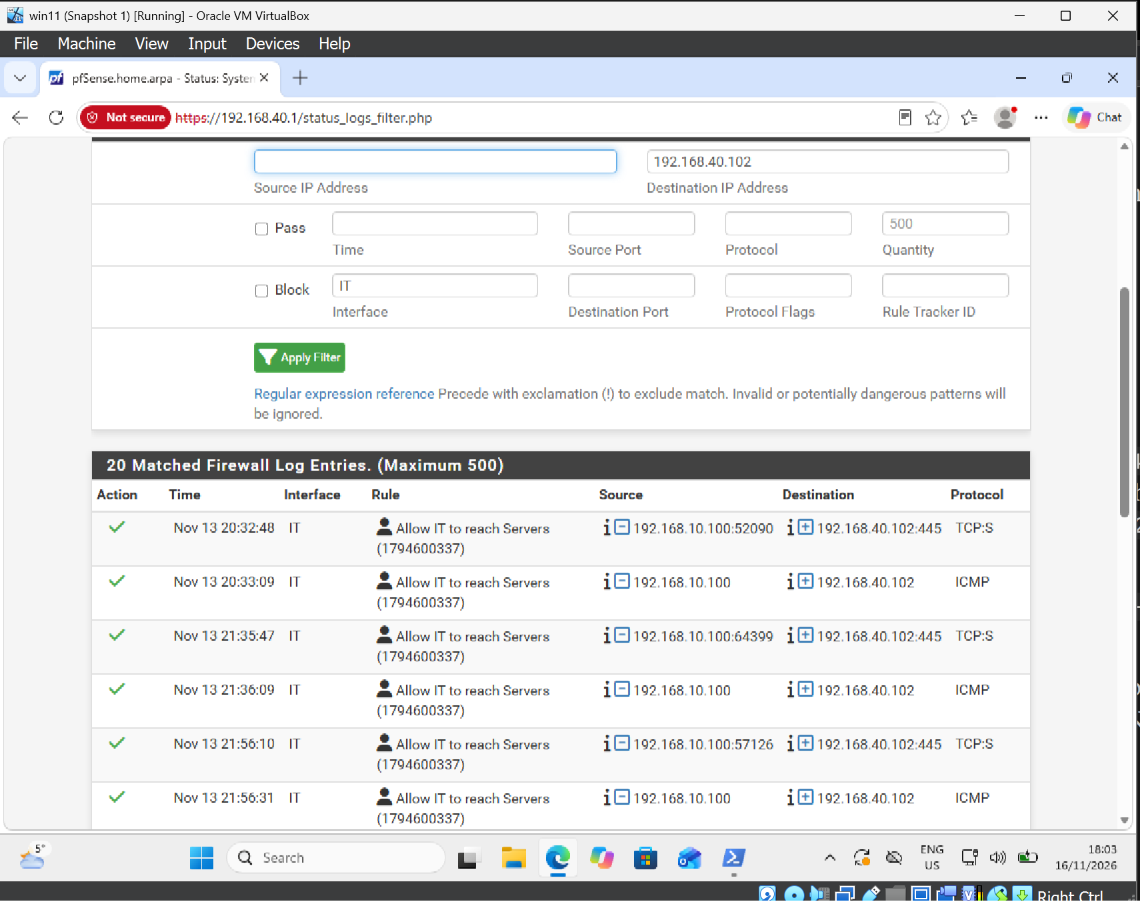 win11 (Snapshot 1) [Running] - Oracle VM VirtualBox
File Machine View Input Devices Help
pfSense.home.arpa - Status: System
Not secure https://192.168.40.1/status_logs_filter.php Chat
192.168.40.102
Source IP Address Destination IP Address
Pass 500
Time Source Port Protocol Quantity
Block IT
Interface Destination Port Protocol Flags Rule Tracker ID
Apply Filter
Regular expression reference Precede with exclamation (!) to exclude match. Invalid or potentially dangerous patterns will
be ignored.
20 Matched Firewall Log Entries. (Maximum 500)
Action Time Interface Rule Source Destination Protocol
Nov 13 20:32:48 IT Allow IT to reach Servers 192.168.10.100:52090 192.168.40.102:445 TCP:S
(1794600337)
Nov 13 20:33:09 IT Allow IT to reach Servers 192.168.10.100 192.168.40.102 ICMP
(1794600337)
Nov 13 21:35:47 IT Allow IT to reach Servers 192.168.10.100:64399 192.168.40.102:445 TCP:S
(1794600337)
Nov 13 21:36:09 IT Allow IT to reach Servers 192.168.10.100 192.168.40.102 ICMP
(1794600337)
Nov 13 21:56:10 IT Allow IT to reach Servers 192.168.10.100:57126 192.168.40.102:445 TCP:S
(1794600337)
Nov 13 21:56:31 IT Allow IT to reach Servers 192.168.10.100 192.168.40.102 ICMP
(1794600337)
5°
Search
ENG
US
18:03
16/11/2026
Right Ctrl